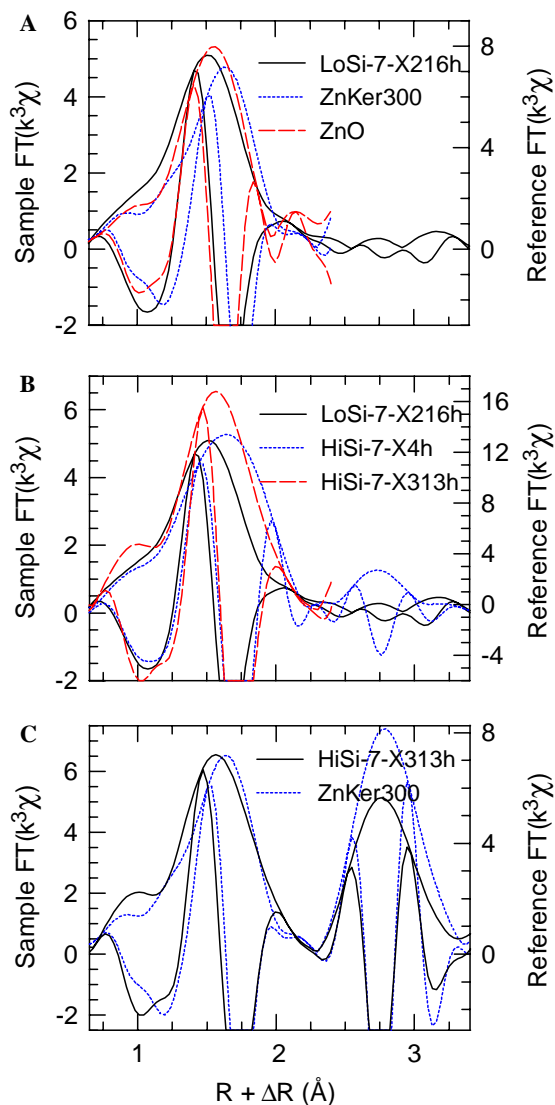 A
6
4
2
0
-2
Sample FT(k³χ)
8
4
0
Reference FT(k³χ)
LoSi-7-X216h
ZnKer300
ZnO
B
6
4
2
0
-2
Sample FT(k³χ)
16
12
8
4
0
-4
Reference FT(k³χ)
LoSi-7-X216h
HiSi-7-X4h
HiSi-7-X313h
C
6
4
2
0
-2
Sample FT(k³χ)
8
4
0
Reference FT(k³χ)
HiSi-7-X313h
ZnKer300
1
2
3
R + ΔR (Å)